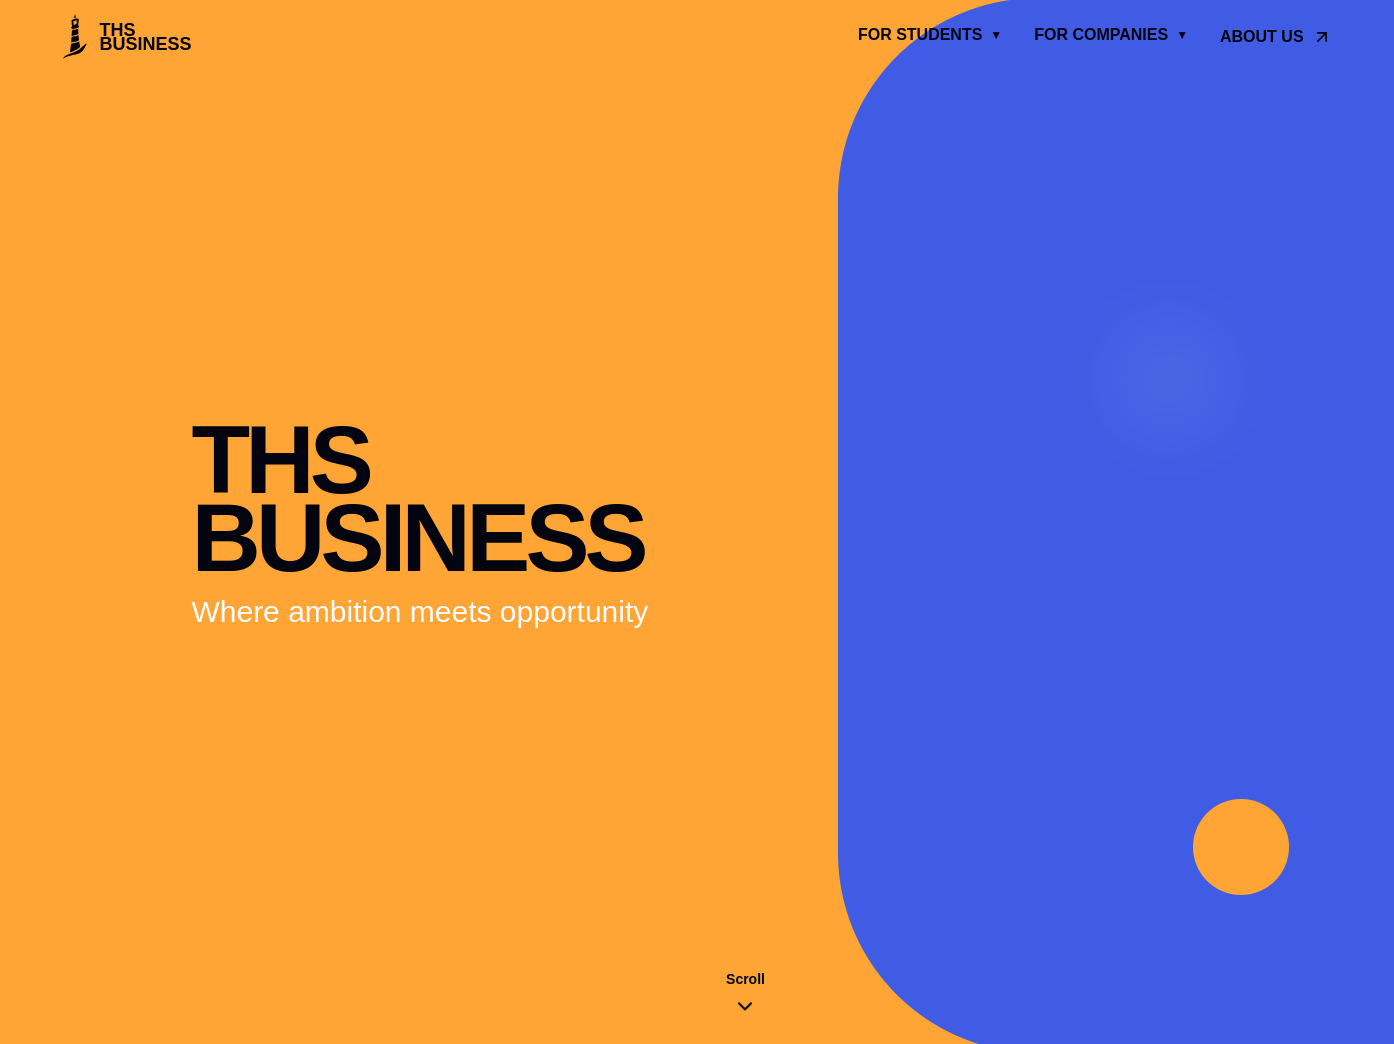 THS
BUSINESS
FOR STUDENTS ▼
FOR COMPANIES ▼
ABOUT US
THS
BUSINESS
Where ambition meets opportunity
Scroll